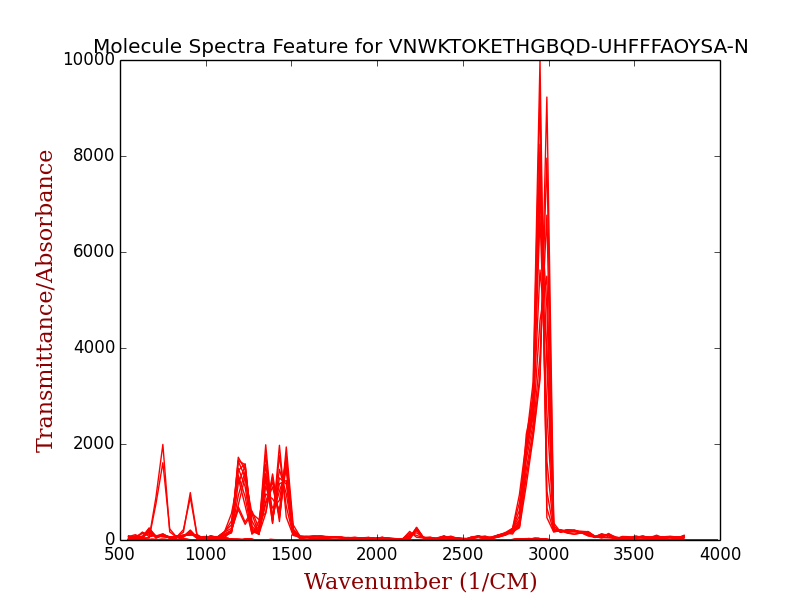 Molecule Spectra Feature for VNWKTOKETHGBQD-UHFFFAOYSA-N
10000
8000
6000
4000
2000
0
Transmittance/Absorbance
500 1000 1500 2000 2500 3000 3500 4000
Wavenumber (1/CM)